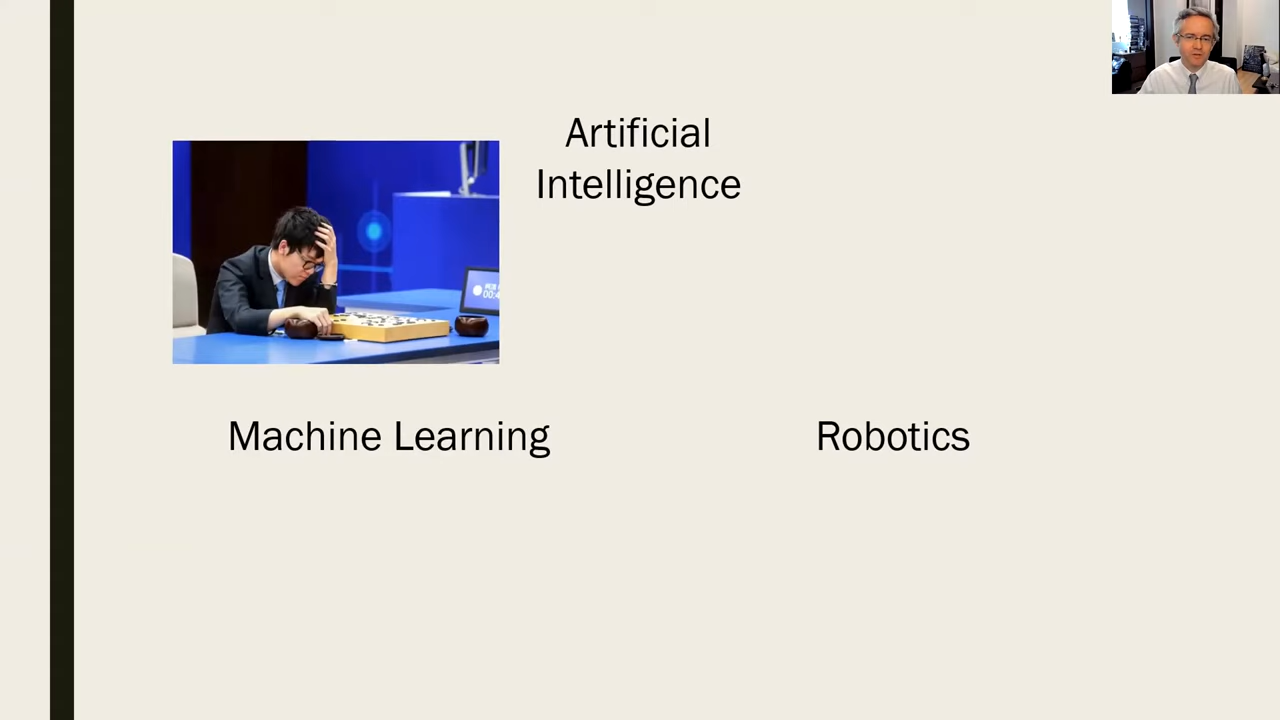 Artificial
Intelligence
Machine Learning
Robotics